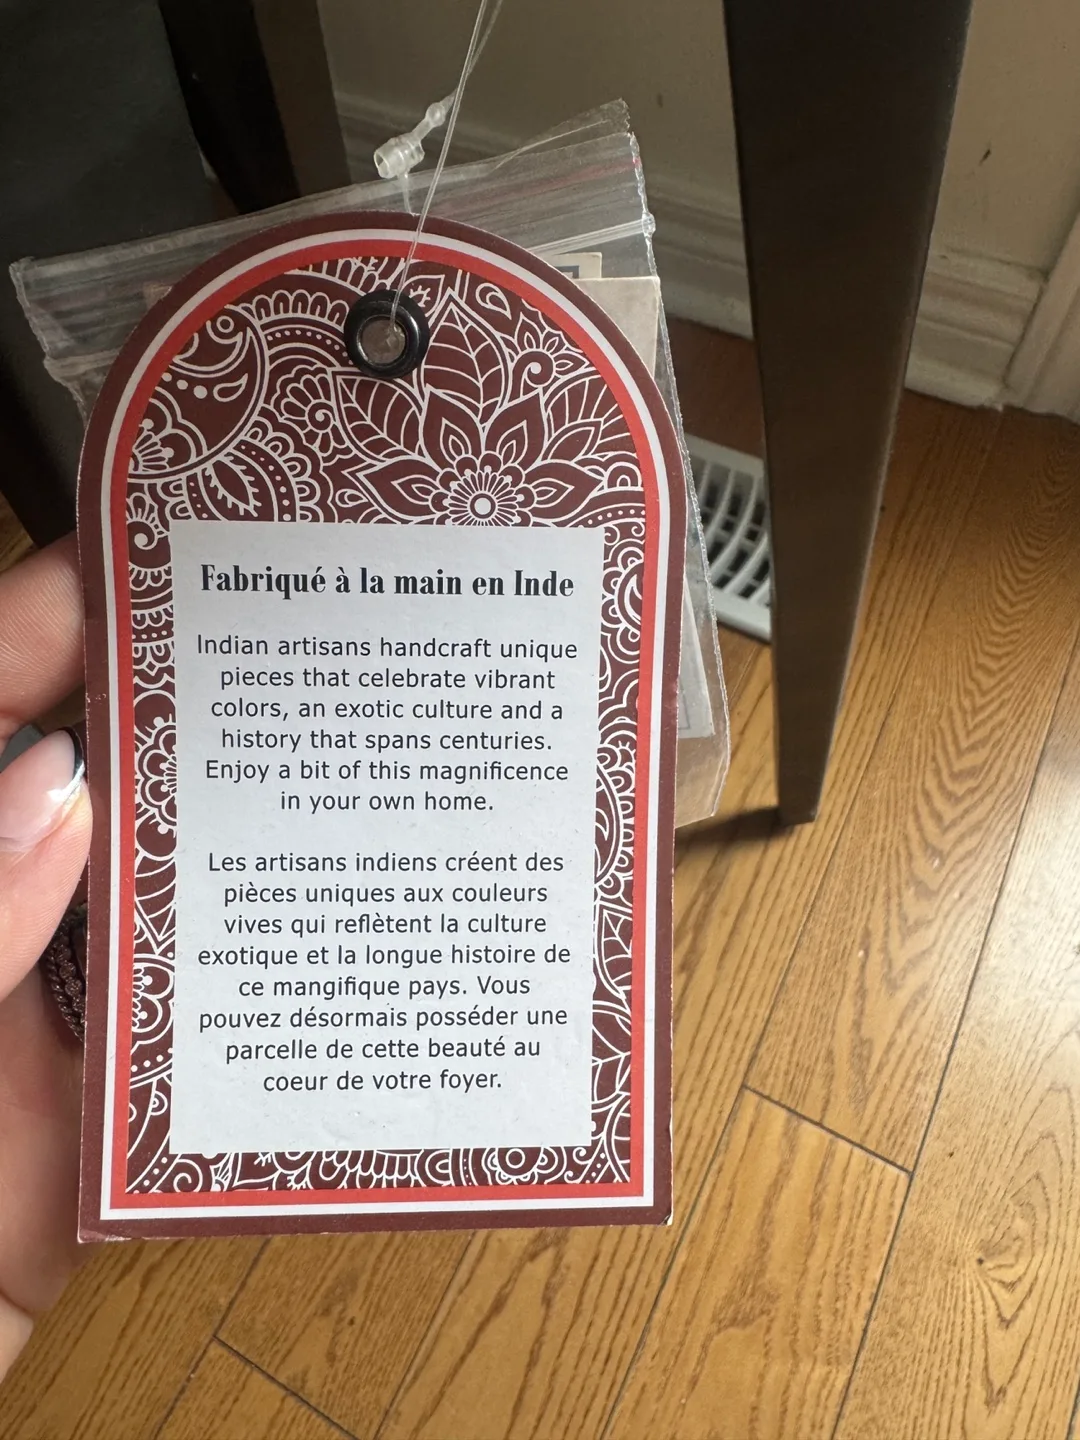 Fabriqué à la main en Inde
Indian artisans handcraft unique
pieces that celebrate vibrant
colors, an exotic culture and a
history that spans centuries.
Enjoy a bit of this magnificence
in your own home.
Les artisans indiens créent des
pièces uniques aux couleurs
vives qui reflètent la culture
exotique et la longue histoire de
ce mangifique pays. Vous
pouvez désormais posséder une
parcelle de cette beauté au
coeur de votre foyer.